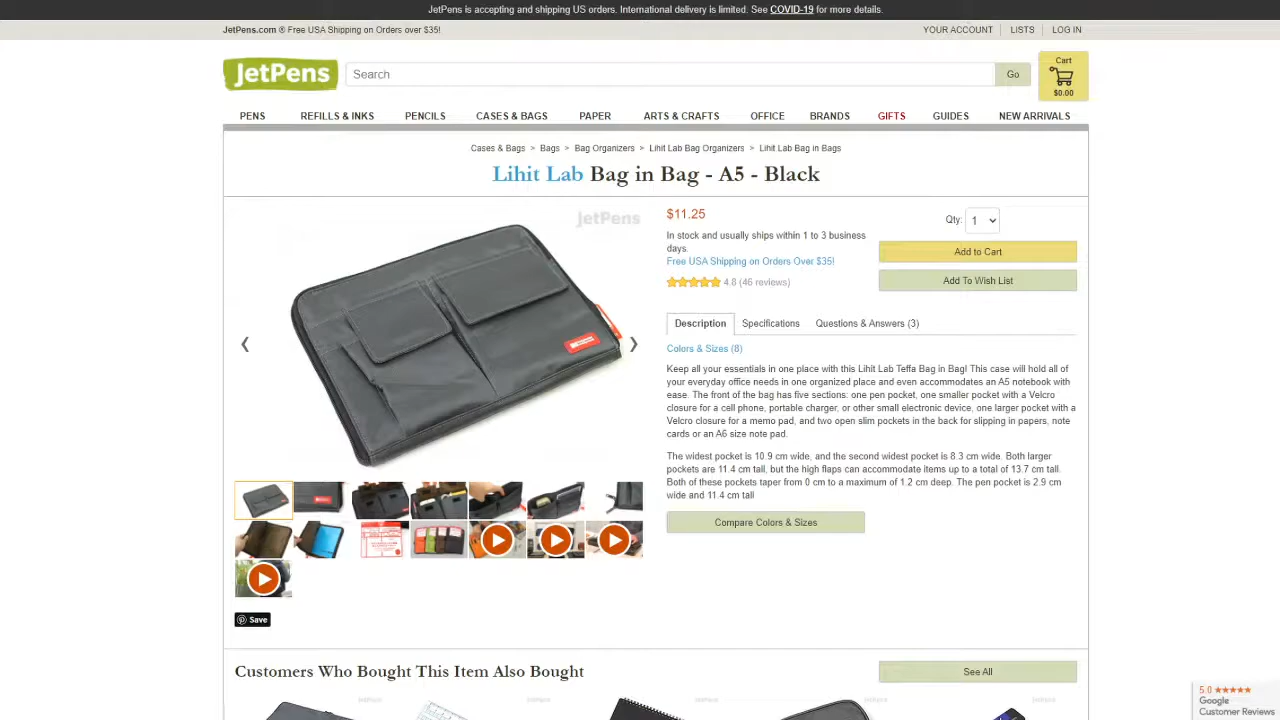 JetPens is accepting and shipping US orders. International delivery is limited. See COVID-19 for more details.
JetPens.com ® Free USA Shipping on Orders over $35!
YOUR ACCOUNT
LISTS
LOG IN
JetPens
Search
Go
Cart
$0.00
PENS
REFILLS & INKS
PENCILS
CASES & BAGS
PAPER
ARTS & CRAFTS
OFFICE
BRANDS
GIFTS
GUIDES
NEW ARRIVALS
Cases & Bags > Bags > Bag Organizers > Lihit Lab Bag Organizers > Lihit Lab Bag in Bags
Lihit Lab Bag in Bag - A5 - Black
JetPens
$11.25
In stock and usually ships within 1 to 3 business
days.
Free USA Shipping on Orders Over $35!
4.8 (46 reviews)
Qty: 1
Add to Cart
Add To Wish List
Description
Specifications
Questions & Answers (3)
Colors & Sizes (8)
Keep all your essentials in one place with this Lihit Lab Teffa Bag in Bag! This case will hold all of
your everyday office needs in one organized place and even accommodates an A5 notebook with
ease. The front of the bag has five sections: one pen pocket, one smaller pocket with a Velcro
closure for a cell phone, portable charger, or other small electronic device, one larger pocket with a
Velcro closure for a memo pad, and two open slim pockets in the back for slipping in papers, note
cards or an A6 size note pad.
The widest pocket is 10.9 cm wide, and the second widest pocket is 8.3 cm wide. Both larger
pockets are 11.4 cm tall, but the high flaps can accommodate items up to a total of 13.7 cm tall.
Both of these pockets taper from 0 cm to a maximum of 1.2 cm deep. The pen pocket is 2.9 cm
wide and 11.4 cm tall
Compare Colors & Sizes
Save
Customers Who Bought This Item Also Bought
See All
JetPens
JetPens
JetPens
JetPens
JetPens
5.0
Google
Customer Reviews